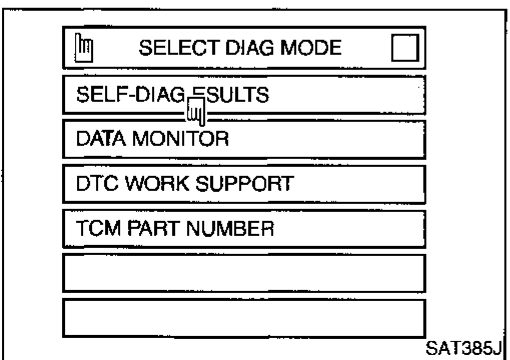 SELECT DIAG MODE
SELF-DIAG ESULTS
DATA MONITOR
DTC WORK SUPPORT
TCM PART NUMBER
SAT385J